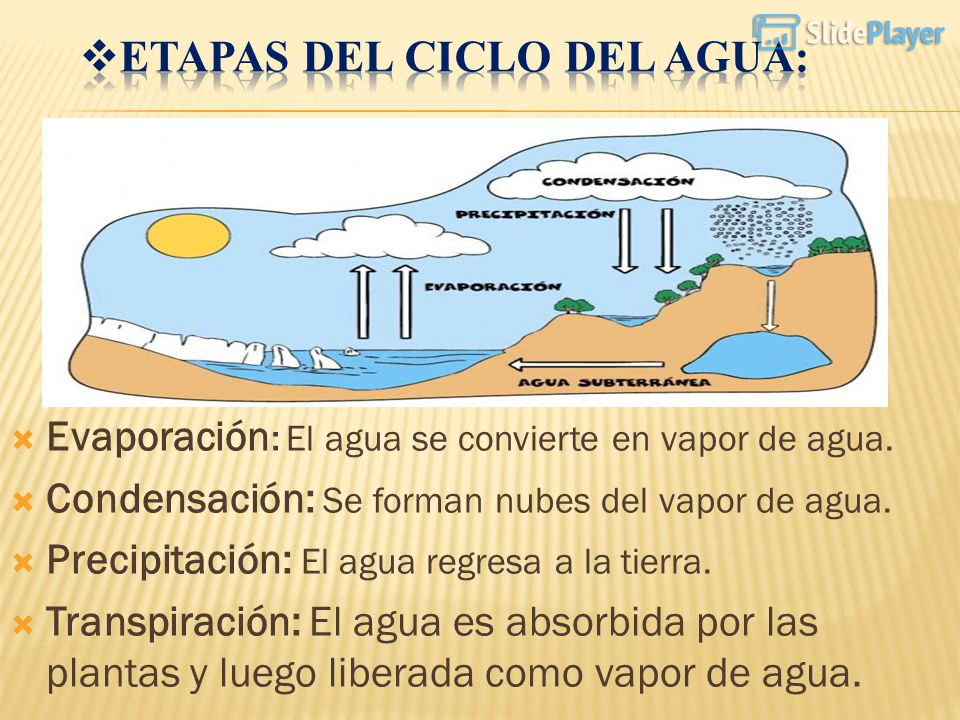 ❖ETAPAS DEL CICLO DEL AGUA:
SlidePlayer
CONDENSACIÓN
PRECIPITACIÓN
EVAPORACIÓN
AGUA SUBTERRÁNEA
Evaporación: El agua se convierte en vapor de agua.
Condensación: Se forman nubes del vapor de agua.
Precipitación: El agua regresa a la tierra.
Transpiración: El agua es absorbida por las
plantas y luego liberada como vapor de agua.